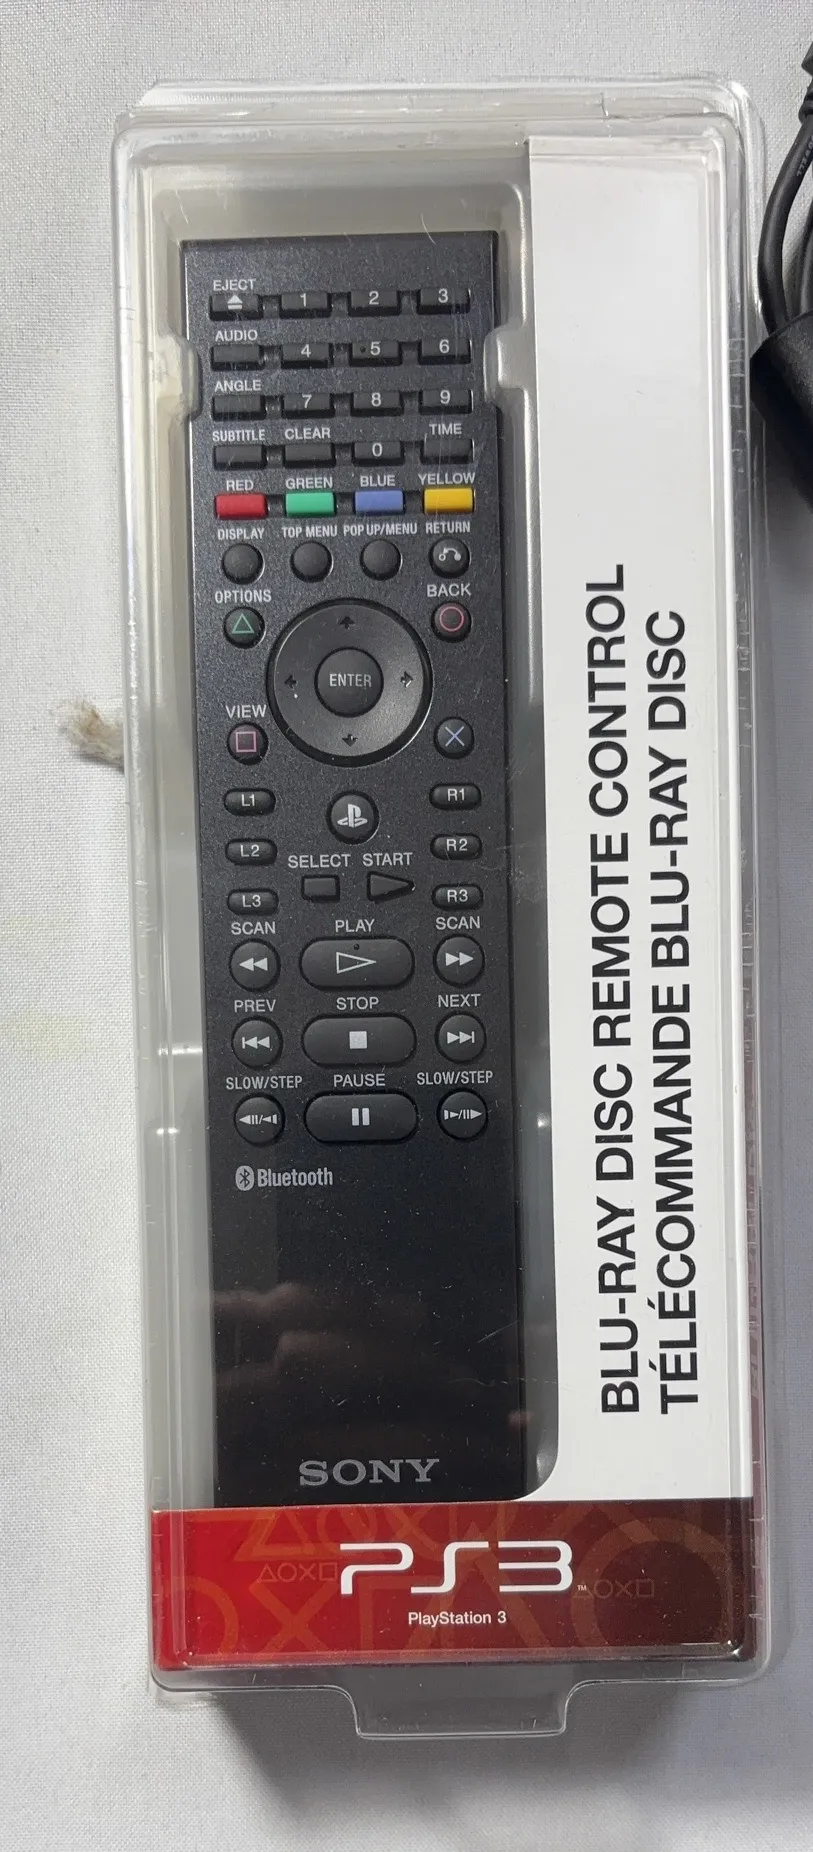 EJECT
1 2 3
AUDIO
4 5 6
ANGLE
7 8 9
SUBTITLE CLEAR TIME
0
RED GREEN BLUE YELLOW
DISPLAY TOP MENU POP UP/MENU RETURN
OPTIONS BACK
ENTER
VIEW
L1 R1
L2 R2
SELECT START
L3 R3
SCAN PLAY SCAN
PREV STOP NEXT
SLOW/STEP PAUSE SLOW/STEP
Bluetooth
SONY
BLU-RAY DISC REMOTE CONTROL
TÉLÉCOMMANDE BLU-RAY DISC
PS3™
PlayStation 3